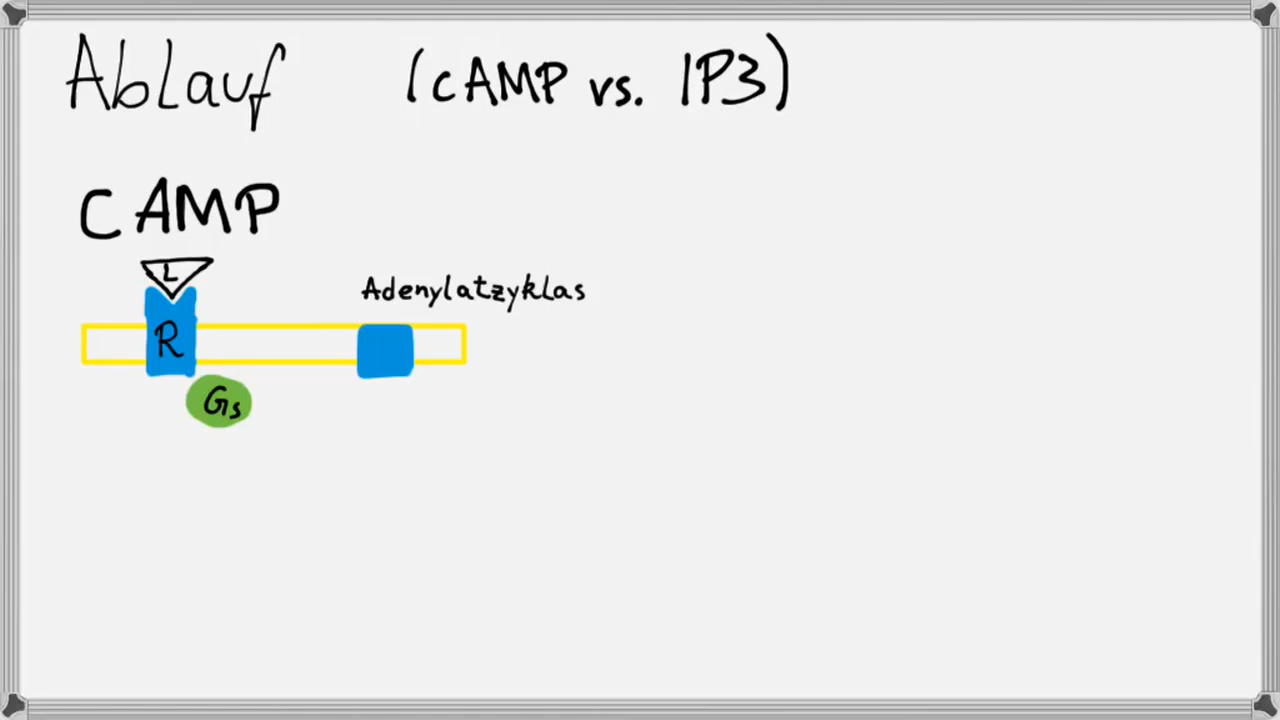 Ablauf (cAMP vs. IP3)
cAMP
L
Adenylatzyklas
R
Gs